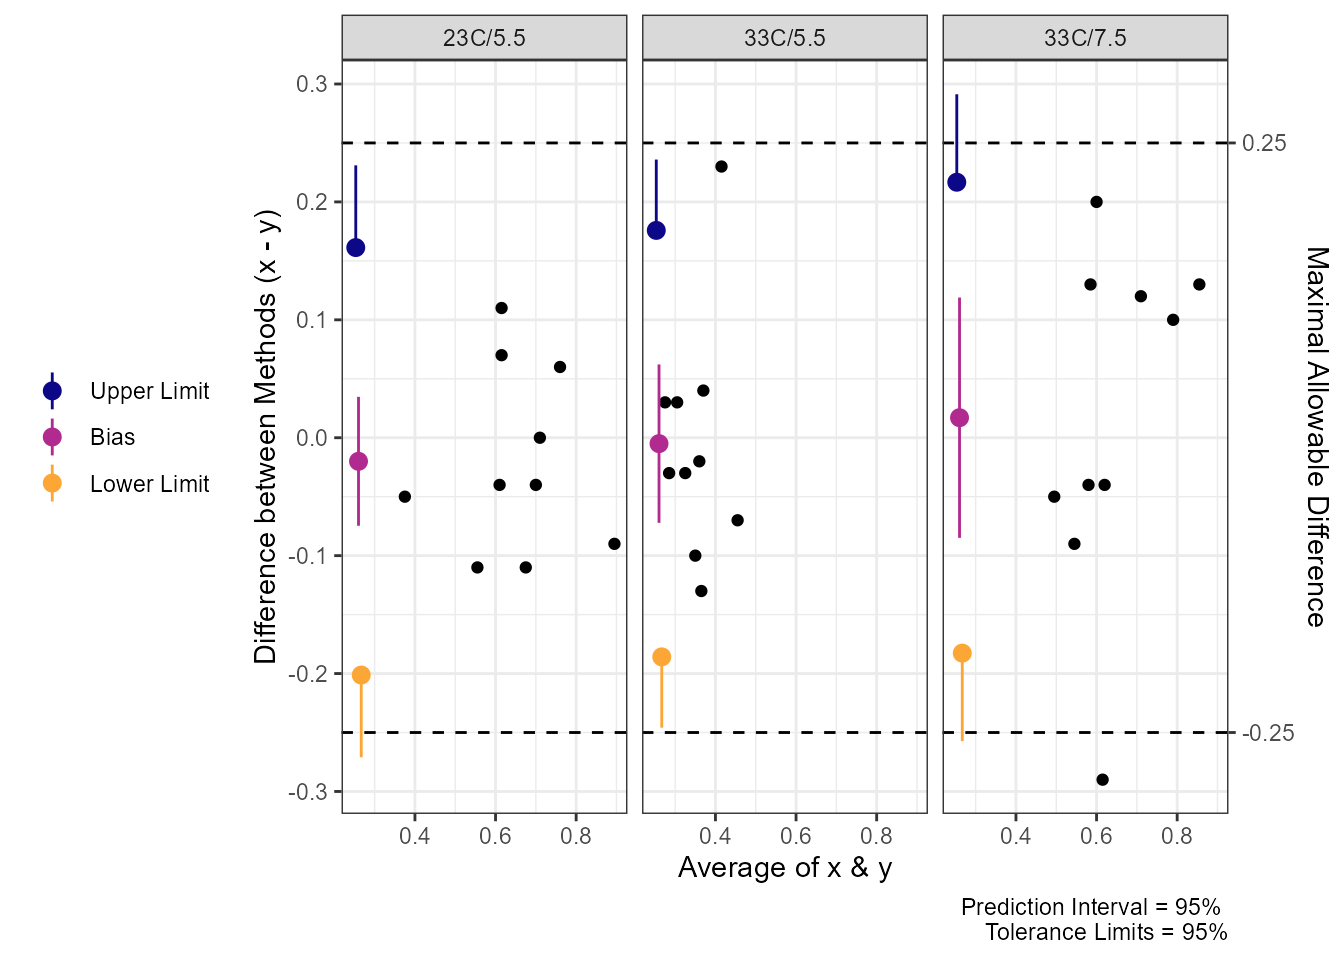 23C/5.5
33C/5.5
33C/7.5
Difference between Methods (x - y)
0.3
0.2
0.1
0.0
-0.1
-0.2
-0.3
Upper Limit
Bias
Lower Limit
0.25
-0.25
Maximal Allowable Difference
0.4 0.6 0.8
0.4 0.6 0.8
0.4 0.6 0.8
Average of x & y
Prediction Interval = 95%
Tolerance Limits = 95%